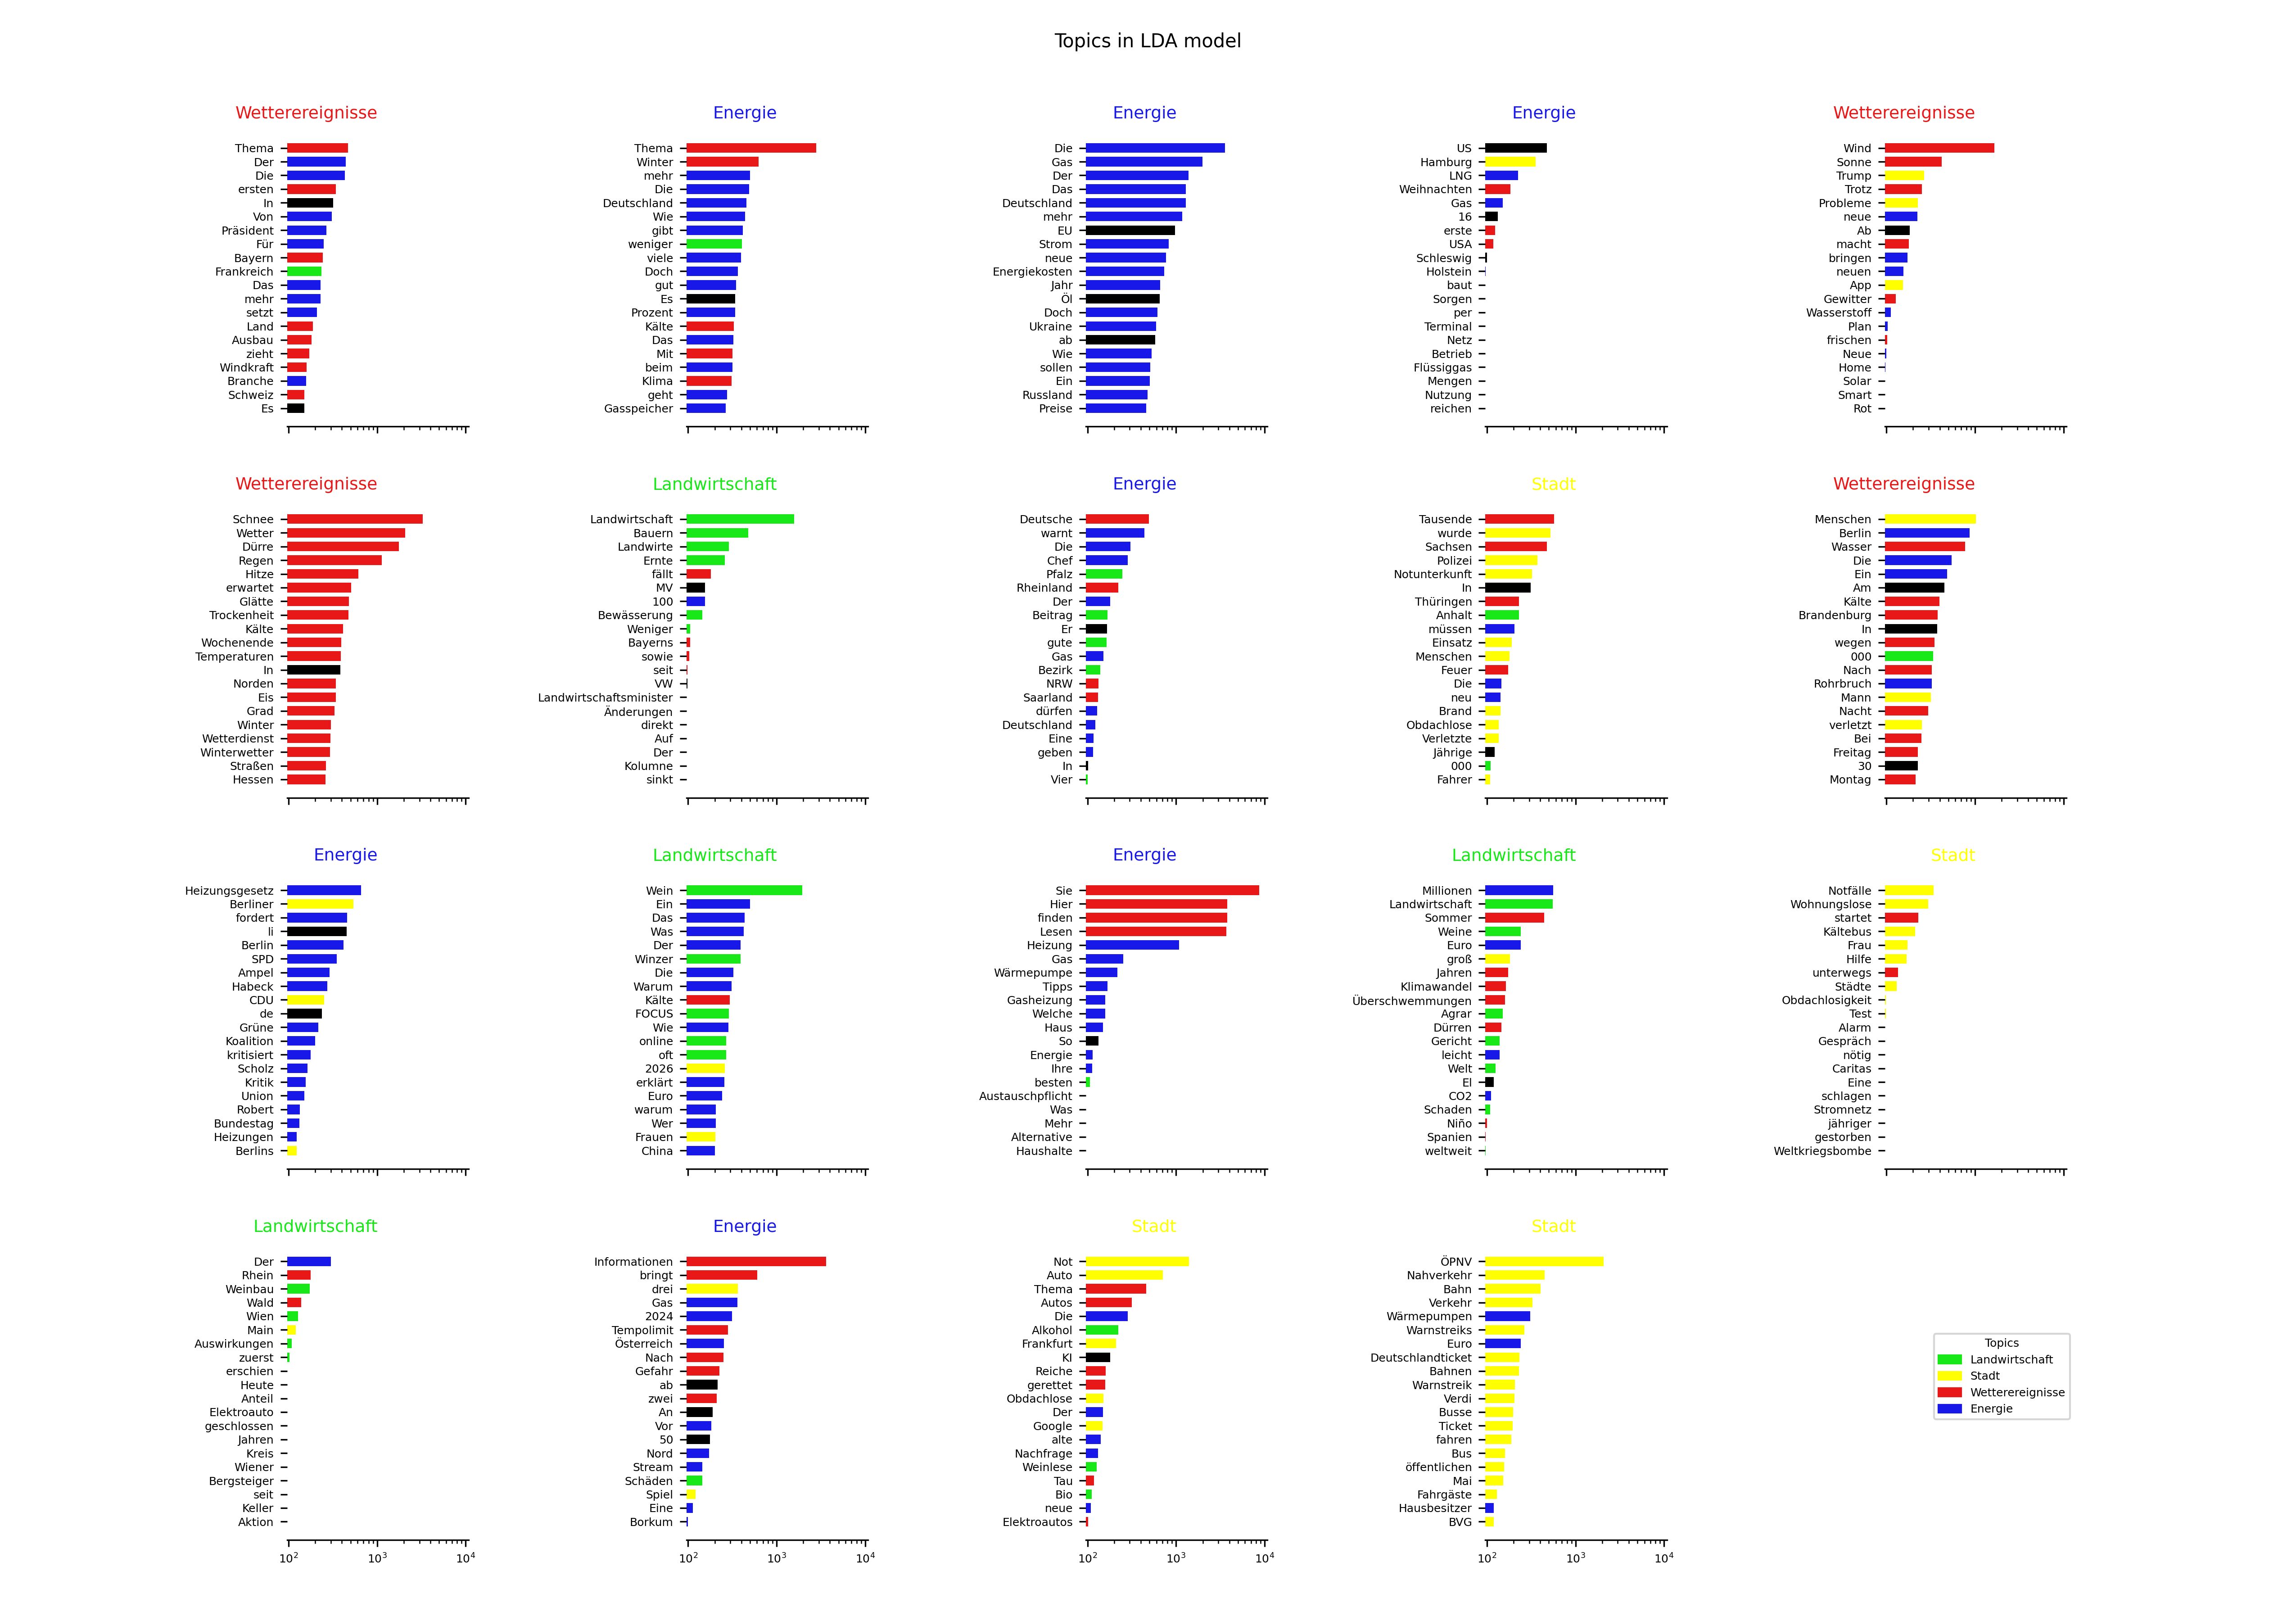 Topics in LDA model
Wetterereignisse
Thema
Der
Die
ersten
In
Von
Präsident
Für
Bayern
Frankreich
Das
mehr
setzt
Land
Ausbau
zieht
Windkraft
Branche
Schweiz
Es
Energie
Thema
Winter
mehr
Die
Deutschland
Wie
gibt
weniger
viele
Doch
gut
Es
Prozent
Kälte
Das
Mit
beim
Klima
geht
Gasspeicher
Energie
Die
Gas
Der
Das
Deutschland
mehr
EU
Strom
neue
Energiekosten
Jahr
Öl
Doch
Ukraine
ab
Wie
sollen
Ein
Russland
Preise
Energie
US
Hamburg
LNG
Weihnachten
Gas
16
erste
USA
Schleswig
Holstein
baut
Sorgen
per
Terminal
Netz
Betrieb
Flüssiggas
Mengen
Nutzung
reichen
Wetterereignisse
Wind
Sonne
Trump
Trotz
Probleme
neue
Ab
macht
bringen
neuen
App
Gewitter
Wasserstoff
Plan
frischen
Neue
Home
Solar
Smart
Rot
Wetterereignisse
Schnee
Wetter
Dürre
Regen
Hitze
erwartet
Glätte
Trockenheit
Kälte
Wochenende
Temperaturen
In
Norden
Eis
Grad
Winter
Wetterdienst
Winterwetter
Straßen
Hessen
Landwirtschaft
Landwirtschaft
Bauern
Landwirte
Ernte
fällt
MV
100
Bewässerung
Weniger
Bayerns
sowie
seit
VW
Landwirtschaftsminister
Änderungen
direkt
Auf
Der
Kolumne
sinkt
Energie
Deutsche
warnt
Die
Chef
Pfalz
Rheinland
Der
Beitrag
Er
gute
Gas
Bezirk
NRW
Saarland
dürfen
Deutschland
Eine
geben
In
Vier
Stadt
Tausende
wurde
Sachsen
Polizei
Notunterkunft
In
Thüringen
Anhalt
müssen
Einsatz
Menschen
Feuer
Die
neu
Brand
Obdachlose
Verletzte
Jährige
000
Fahrer
Wetterereignisse
Menschen
Berlin
Wasser
Die
Ein
Am
Kälte
Brandenburg
In
wegen
000
Nach
Rohrbruch
Mann
Nacht
verletzt
Bei
Freitag
30
Montag
Energie
Heizungsgesetz
Berliner
fordert
li
Berlin
SPD
Ampel
Habeck
CDU
de
Grüne
Koalition
kritisiert
Scholz
Kritik
Union
Robert
Bundestag
Heizungen
Berlins
Landwirtschaft
Wein
Ein
Das
Was
Der
Winzer
Die
Warum
Kälte
FOCUS
Wie
online
oft
2026
erklärt
Euro
warum
Wer
Frauen
China
Energie
Sie
Hier
finden
Lesen
Heizung
Gas
Wärmepumpe
Tipps
Gasheizung
Welche
Haus
So
Energie
Ihre
besten
Austauschpflicht
Was
Mehr
Alternative
Haushalte
Landwirtschaft
Millionen
Landwirtschaft
Sommer
Weine
Euro
groß
Jahren
Klimawandel
Überschwemmungen
Agrar
Dürren
Gericht
leicht
Welt
El
CO2
Schaden
Niño
Spanien
weltweit
Stadt
Notfälle
Wohnungslose
startet
Kältebus
Frau
Hilfe
unterwegs
Städte
Obdachlosigkeit
Test
Alarm
Gespräch
nötig
Caritas
Eine
schlagen
Stromnetz
jähriger
gestorben
Weltkriegsbombe
Landwirtschaft
Der
Rhein
Weinbau
Wald
Wien
Main
Auswirkungen
zuerst
erschien
Heute
Anteil
Elektroauto
geschlossen
Jahren
Kreis
Wiener
Bergsteiger
seit
Keller
Aktion
10² 10³ 10⁴
Energie
Informationen
bringt
drei
Gas
2024
Tempolimit
Österreich
Nach
Gefahr
ab
zwei
An
Vor
50
Nord
Stream
Schäden
Spiel
Eine
Borkum
10² 10³ 10⁴
Stadt
Not
Auto
Thema
Autos
Die
Alkohol
Frankfurt
KI
Reiche
gerettet
Obdachlose
Der
Google
alte
Nachfrage
Weinlese
Tau
Bio
neue
Elektroautos
10² 10³ 10⁴
Stadt
ÖPNV
Nahverkehr
Bahn
Verkehr
Wärmepumpen
Warnstreiks
Euro
Deutschlandticket
Bahnen
Warnstreik
Verdi
Busse
Ticket
fahren
Bus
öffentlichen
Mai
Fahrgäste
Hausbesitzer
BVG
10² 10³ 10⁴
Topics
Landwirtschaft
Stadt
Wetterereignisse
Energie